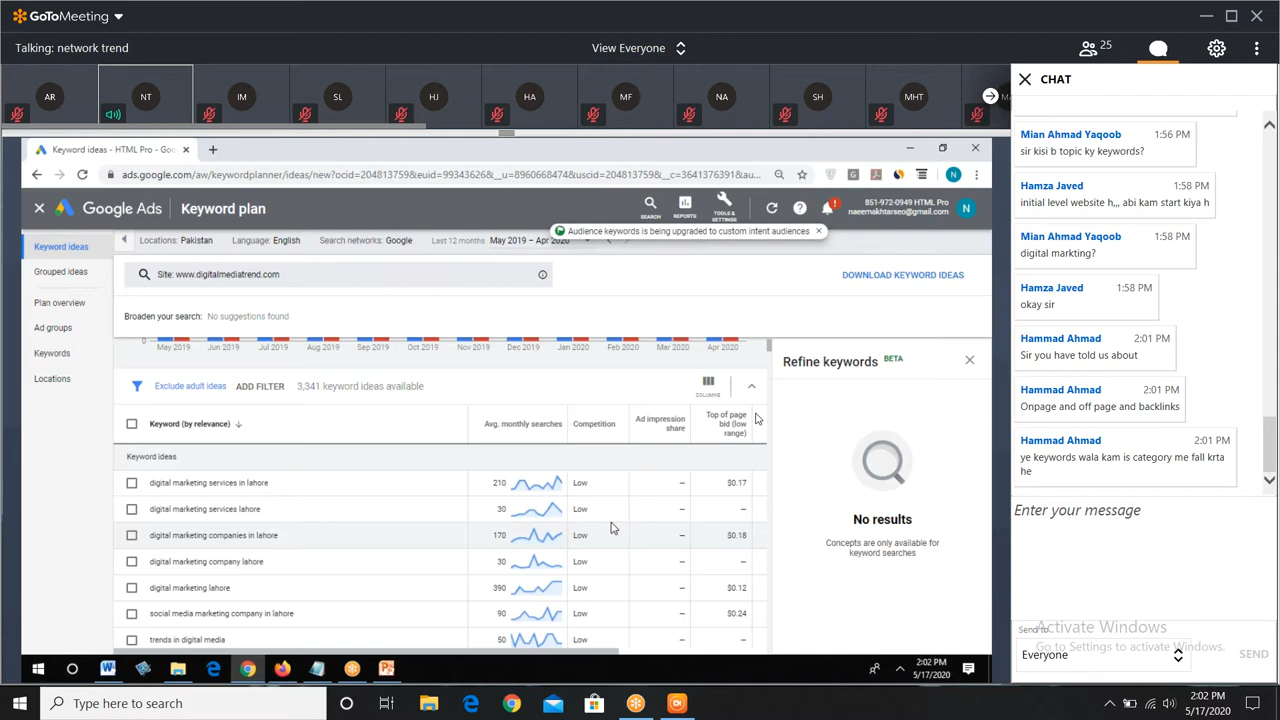 GoToMeeting
Talking: network trend
View Everyone
25
AR
NT
IM
SL
HJ
HA
MF
NA
SH
MHT
Keyword ideas - HTML Pro - Goo
ads.google.com/aw/keywordplanner/ideas/new?ocid=204813759&euid=99343626&__u=8960668474&uscid=204813759&__c=3641376391&au...
Google Ads
Keyword plan
SEARCH
REPORTS
TOOLS &
SETTINGS
851-972-0949 HTML Pro
naeemakhtarseo@gmail.com
N
Audience keywords is being upgraded to custom intent audiences
Keyword ideas
Grouped ideas
Plan overview
Ad groups
Keywords
Locations
Locations: Pakistan
Language: English
Search networks: Google
Last 12 months
May 2019 – Apr 2020
Site: www.digitalmediatrend.com
DOWNLOAD KEYWORD IDEAS
Broaden your search: No suggestions found
0
May 2019
Jun 2019
Jul 2019
Aug 2019
Sep 2019
Oct 2019
Nov 2019
Dec 2019
Jan 2020
Feb 2020
Mar 2020
Apr 2020
Exclude adult ideas
ADD FILTER
3,341 keyword ideas available
COLUMNS
Keyword (by relevance)
Avg. monthly searches
Competition
Ad impression
share
Top of page
bid (low
range)
Keyword ideas
digital marketing services in lahore 210 Low – $0.17
digital marketing services lahore 30 Low – –
digital marketing companies in lahore 170 Low – $0.18
digital marketing company lahore 30 Low – –
digital marketing lahore 390 Low – $0.12
social media marketing company in lahore 90 Low – $0.24
trends in digital media 50 Low – –
Refine keywords BETA
No results
Concepts are only available for
keyword searches
2:02 PM
5/17/2020
CHAT
Mian Ahmad Yaqoob 1:56 PM
sir kisi b topic ky keywords?
Hamza Javed 1:58 PM
initial level website h,,, abi kam start kiya h
Mian Ahmad Yaqoob 1:58 PM
digital markting?
Hamza Javed 1:58 PM
okay sir
Hammad Ahmad 2:01 PM
Sir you have told us about
Hammad Ahmad 2:01 PM
Onpage and off page and backlinks
Hammad Ahmad 2:01 PM
ye keywords wala kam is category me fall krta
he
Enter your message
Send to
Activate Windows
Go to Settings to activate Windows.
Everyone
SEND
Type here to search
2:02 PM
5/17/2020